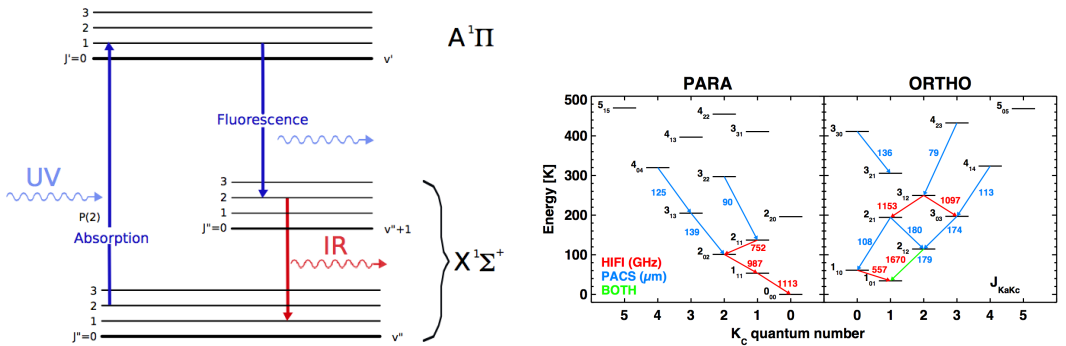 3
2
1
J'=0
v'
A¹Π
Fluorescence
UV
P(2)
Absorption
3
2
1
J"=0
v"+1
IR
X¹Σ⁺
3
2
1
J"=0
v"
PARA
ORTHO
Energy [K]
500
400
300
200
100
0
5₁₅
4₂₂
4₁₃
3₃₁
4₀₄
3₂₂
125
90
3₁₃
2₂₀
139
2₁₁
752
2₀₂
987
1₁₁
1113
0₀₀
HIFI (GHz)
PACS (µm)
BOTH
5₀₅
3₃₀
4₂₃
136
79
3₂₁
4₁₄
3₁₂
113
1153
1097
2₂₁
3₀₃
180
174
108
2₁₂
1670
179
1₁₀
557
1₀₁
J_KaKc
5 4 3 2 1 0
0 1 2 3 4 5
K_C quantum number